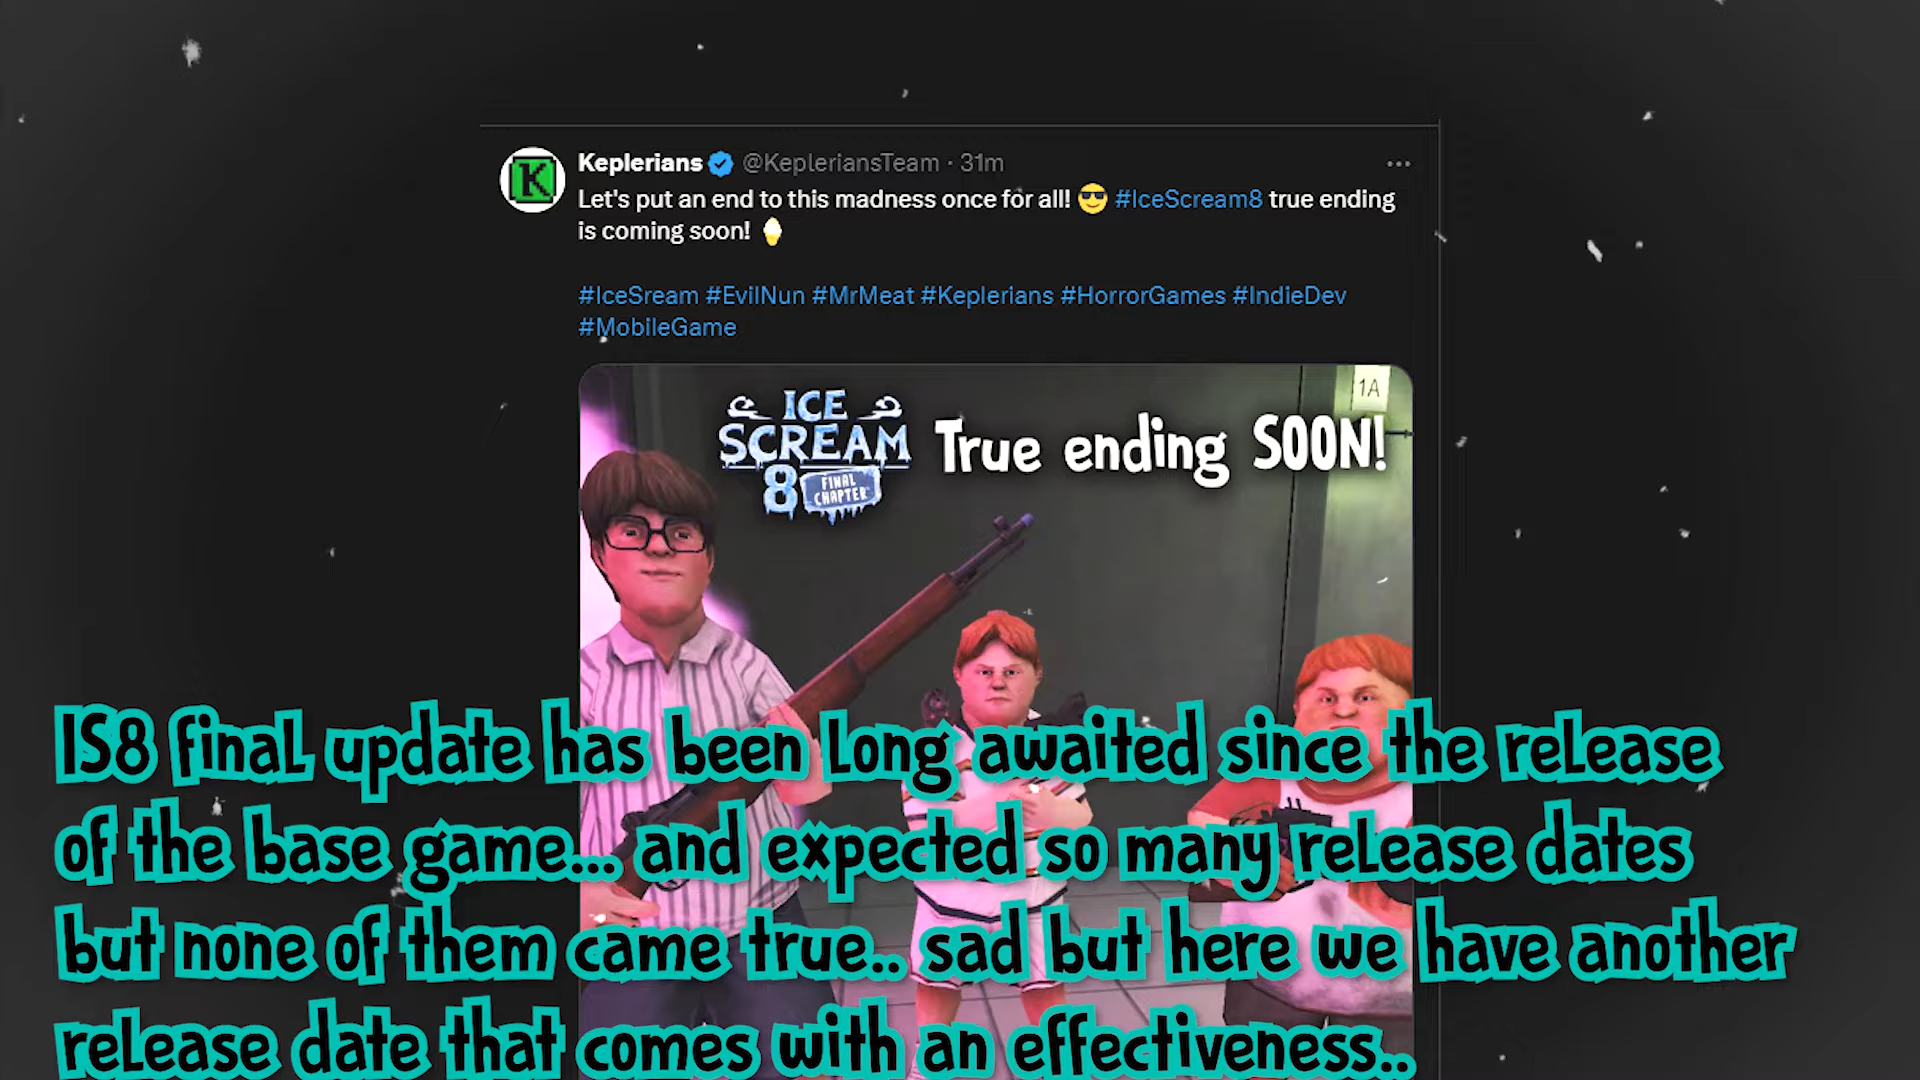 Keplerians @KepleriansTeam · 31m
Let's put an end to this madness once for all! 😎 #IceScream8 true ending
is coming soon! 🍦
#IceSream #EvilNun #MrMeat #Keplerians #HorrorGames #IndieDev
#MobileGame
1A
ICE
SCREAM
8 FINAL
CHAPTER
True ending SOON!
IS8 final update has been long awaited since the release
of the base game... and expected so many release dates
but none of them came true.. sad but here we have another
release date that comes with an effectiveness..